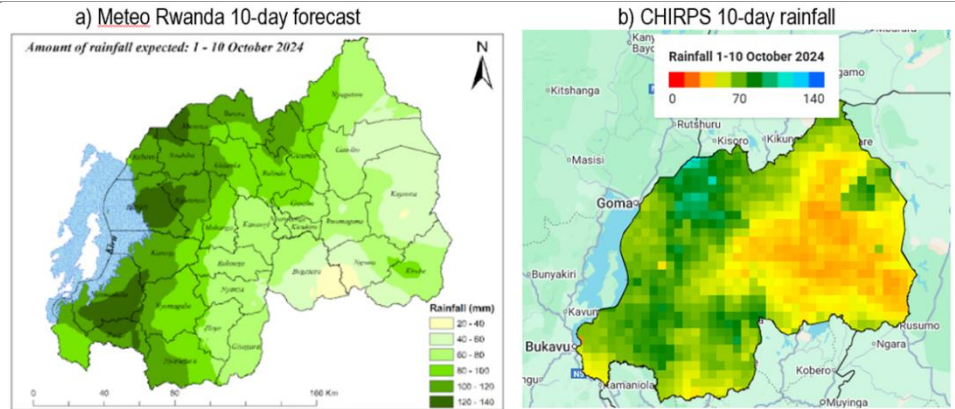 a) Meteo Rwanda 10-day forecast
b) CHIRPS 10-day rainfall
Amount of rainfall expected: 1 - 10 October 2024
N
Nyagatare
Burera
Musanze
Gatsibo
Rubavu
Nyabihu
Gakenke
Gicumbi
Rulindo
Kayonza
Rutsiro
Ngororero
Gasabo
Muhanga
Kamonyi
Kicukiro
Rwamagana
Kivu
Karongi
Ruhango
Bugesera
Ngoma
Kirehe
Nyanza
Nyamagabe
Huye
Gisagara
Nyaruguru
Rainfall (mm)
20 - 40
40 - 60
60 - 80
80 - 100
100 - 120
120 - 140
0
40
80
160 Km
Rainfall 1-10 October 2024
0
70
140
Kitshanga
Rutshuru
Kisoro
Masisi
Goma
Bunyakiri
Bukavu
Rusumo
Ngara
Kobero
Muyinga